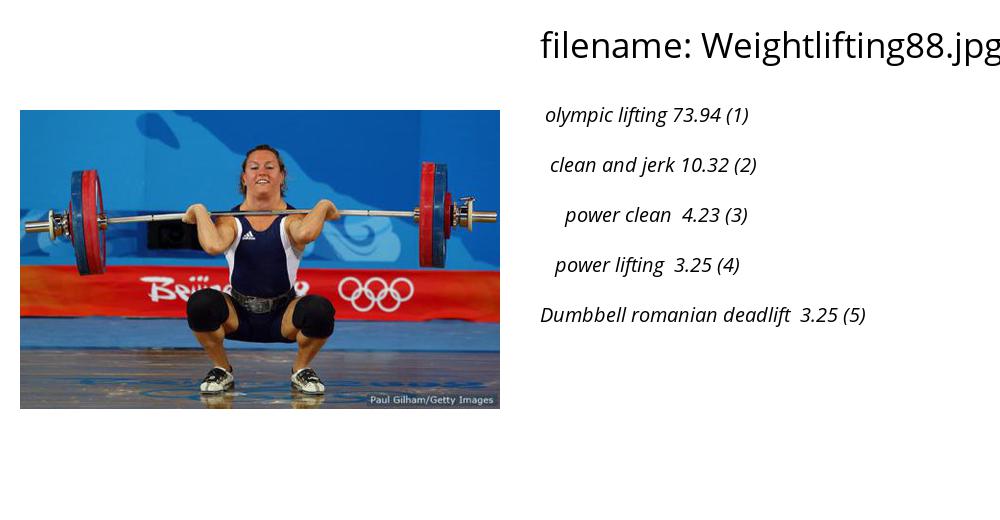 filename: Weightlifting88.jpg
olympic lifting 73.94 (1)
clean and jerk 10.32 (2)
power clean 4.23 (3)
power lifting 3.25 (4)
Dumbbell romanian deadlift 3.25 (5)
adidas
Paul Gilham/Getty Images